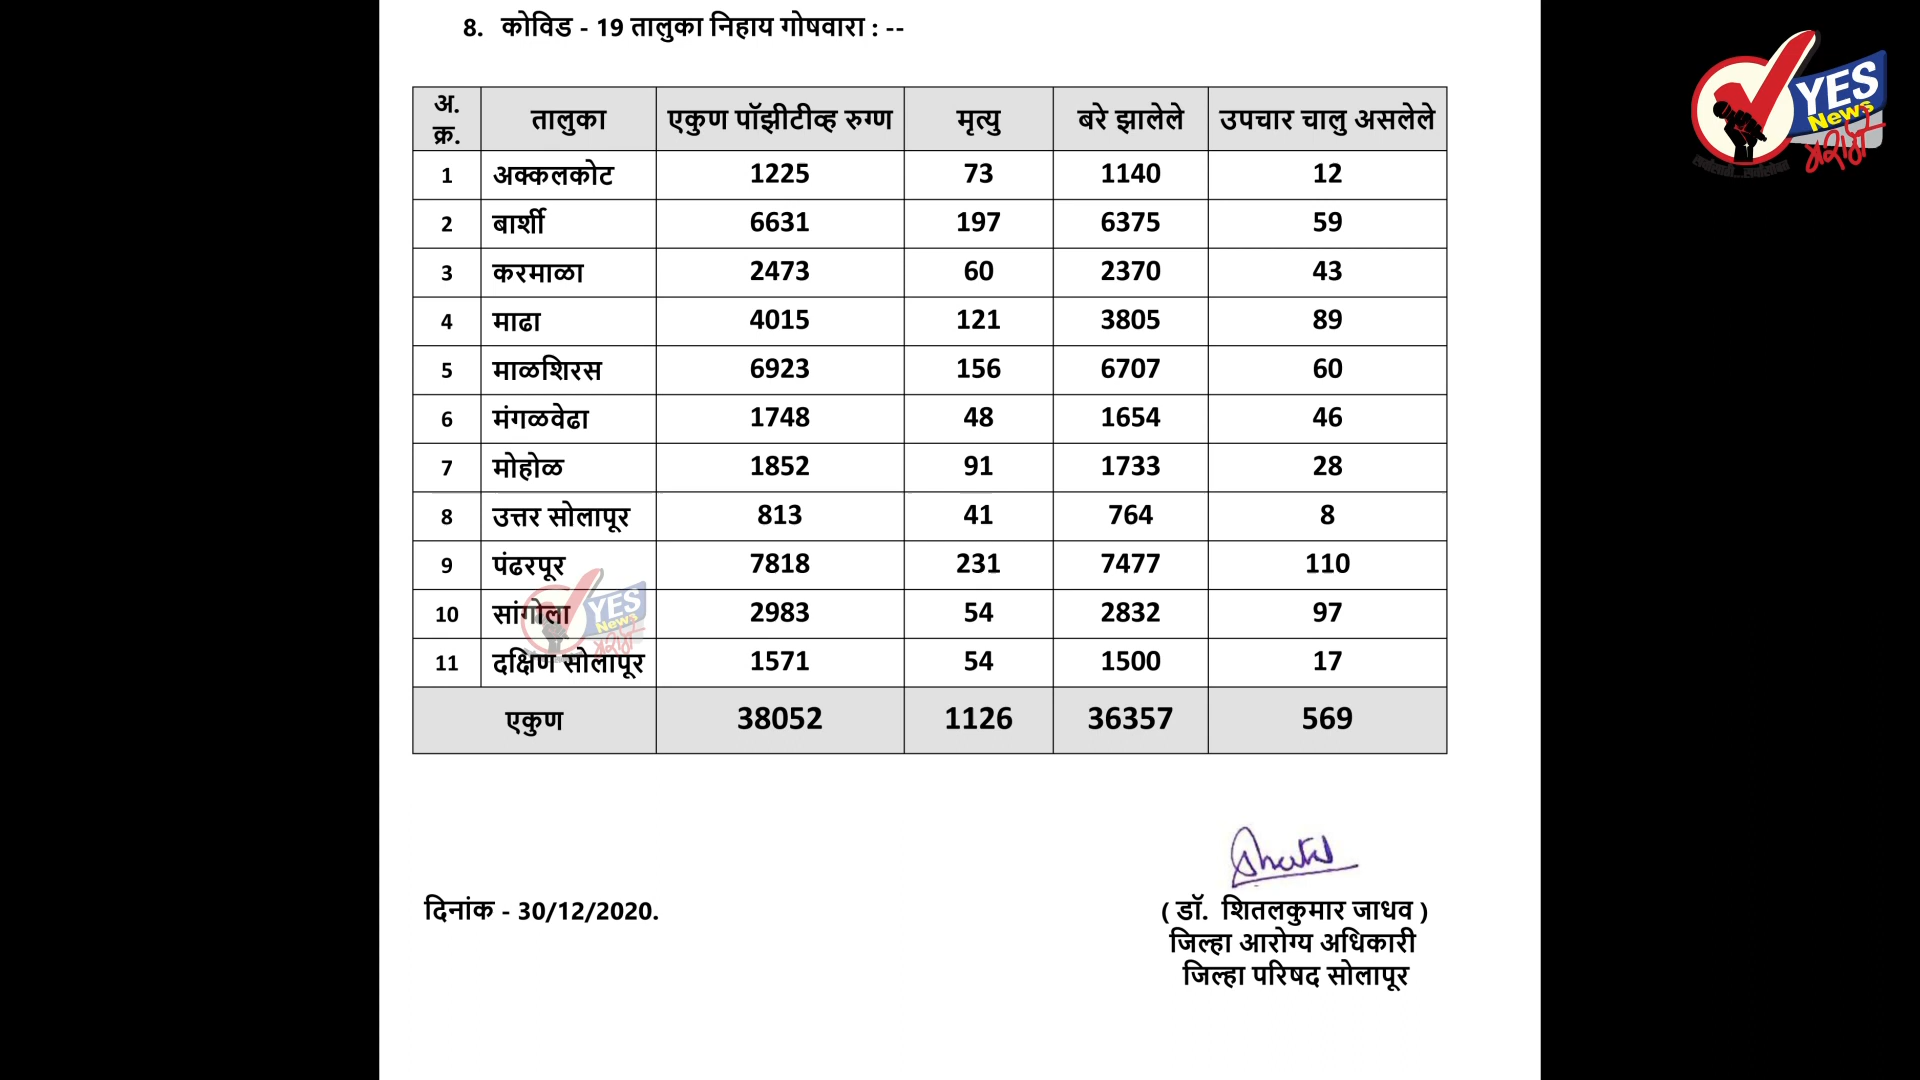 8. कोविड - 19 तालुका निहाय गोषवारा : --
अ. क्र. तालुका एकुण पॉझीटीव्ह रुग्ण मृत्यु बरे झालेले उपचार चालु असलेले
1 अक्कलकोट 1225 73 1140 12
2 बार्शी 6631 197 6375 59
3 करमाळा 2473 60 2370 43
4 माढा 4015 121 3805 89
5 माळशिरस 6923 156 6707 60
6 मंगळवेढा 1748 48 1654 46
7 मोहोळ 1852 91 1733 28
8 उत्तर सोलापूर 813 41 764 8
9 पंढरपूर 7818 231 7477 110
10 सांगोला 2983 54 2832 97
11 दक्षिण सोलापूर 1571 54 1500 17
एकुण 38052 1126 36357 569
दिनांक - 30/12/2020.
( डॉ. शितलकुमार जाधव )
जिल्हा आरोग्य अधिकारी
जिल्हा परिषद सोलापूर
YES
News
मराठी
YES
News
मराठी